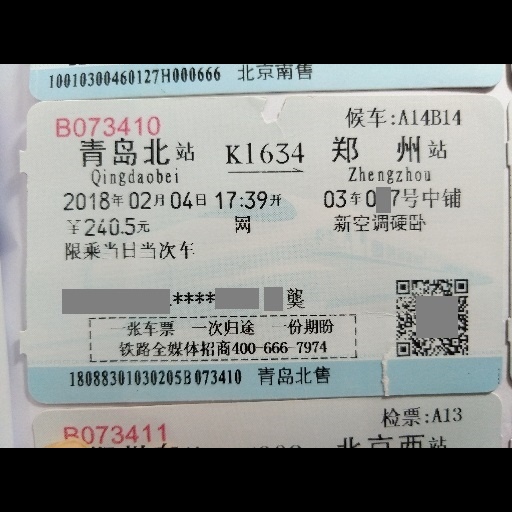 10010300460127H000666 北京南售
B073410 候车:A14B14
青岛北站 K1634 郑州站
Qingdaobei Zhengzhou
2018年02月04日17:39开 03车0 7号中铺
￥240.5元 网 新空调硬卧
限乘当日当次车
**** 龑
一张车票 一次归途 一份期盼
铁路全媒体招商400-666-7974
18088301030205B073410 青岛北售
检票:A13
B073411
北京西站